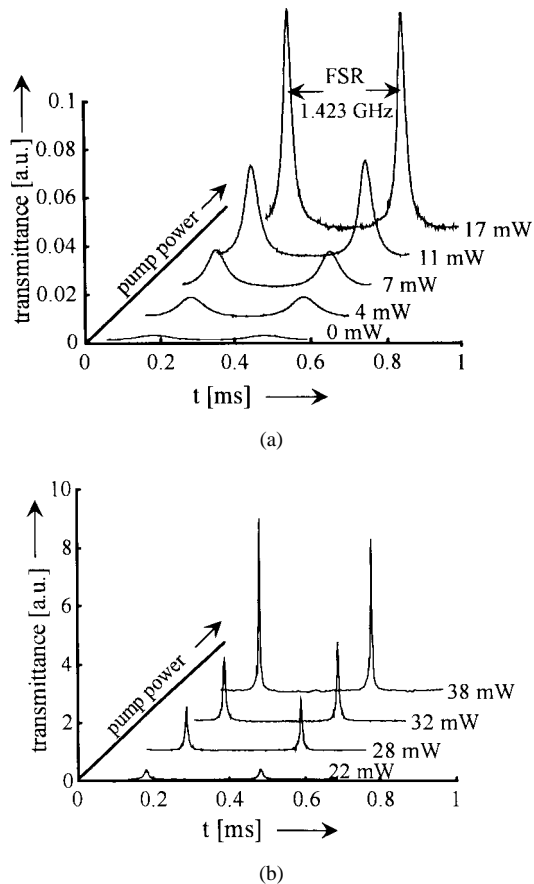 0.1
0.08
0.06
0.04
0.02
0
transmittance [a.u.]
pump power
FSR
1.423 GHz
17 mW
11 mW
7 mW
4 mW
0 mW
0
0.2
0.4
0.6
0.8
1
t [ms]
(a)
10
8
6
4
2
0
transmittance [a.u.]
pump power
38 mW
32 mW
28 mW
22 mW
0
0.2
0.4
0.6
0.8
1
t [ms]
(b)